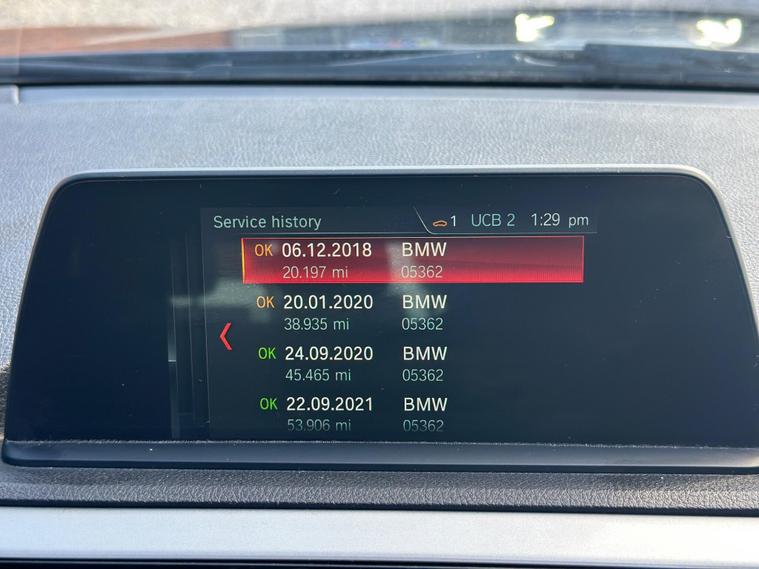 Service history 1 UCB 2 1:29 pm
OK 06.12.2018 BMW
20.197 mi 05362
OK 20.01.2020 BMW
38.935 mi 05362
OK 24.09.2020 BMW
45.465 mi 05362
OK 22.09.2021 BMW
53.906 mi 05362